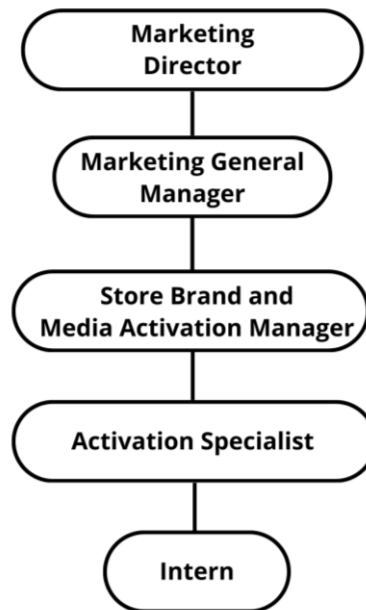 Marketing
Director
Marketing General
Manager
Store Brand and
Media Activation Manager
Activation Specialist
Intern